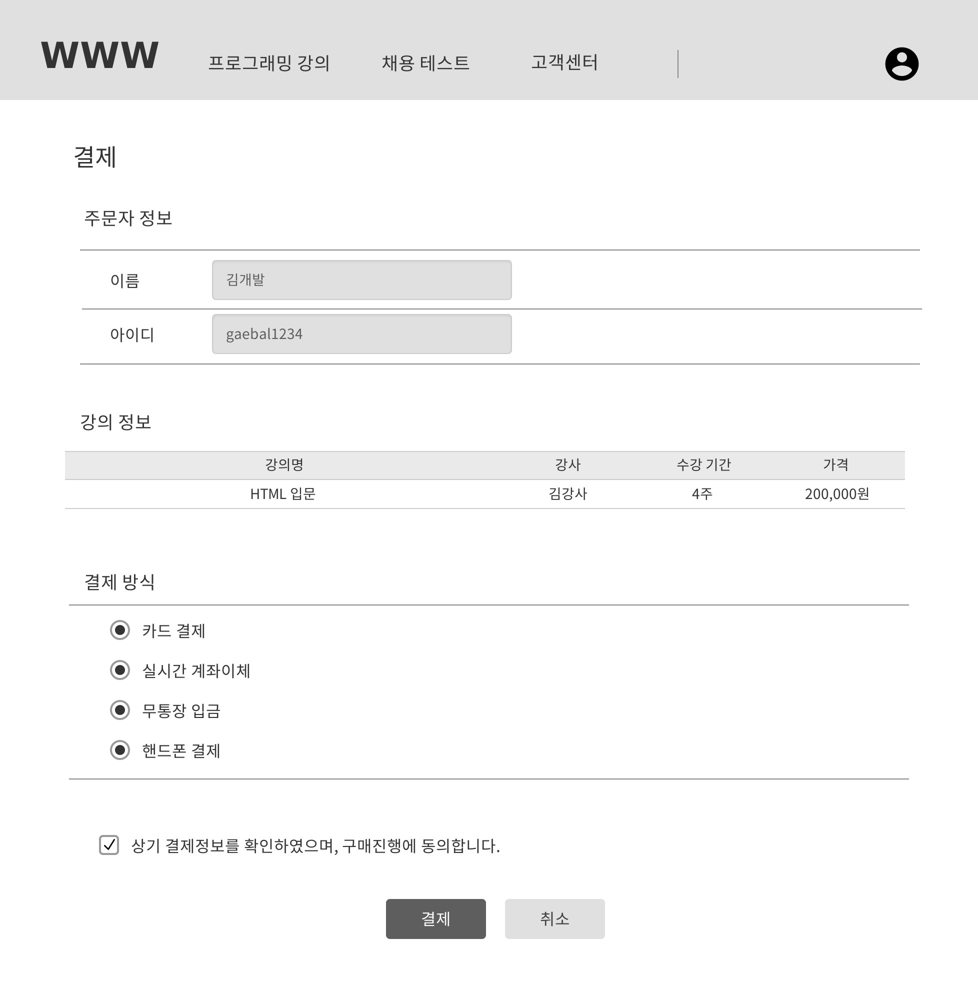 WWW 프로그래밍 강의 채용 테스트 고객센터
결제
주문자 정보
이름 김개발
아이디 gaebal1234
강의 정보
강의명 강사 수강 기간 가격
HTML 입문 김강사 4주 200,000원
결제 방식
카드 결제
실시간 계좌이체
무통장 입금
핸드폰 결제
상기 결제정보를 확인하였으며, 구매진행에 동의합니다.
결제 취소